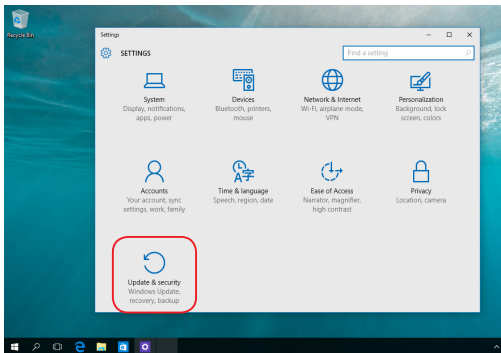 Recycle Bin
Settings
SETTINGS
Find a setting
System
Display, notifications,
apps, power
Devices
Bluetooth, printers,
mouse
Network & Internet
Wi-Fi, airplane mode,
VPN
Personalization
Background, lock
screen, colors
Accounts
Your account, sync
settings, work, family
Time & language
Speech, region, date
Ease of Access
Narrator, magnifier,
high contrast
Privacy
Location, camera
Update & security
Windows Update,
recovery, backup